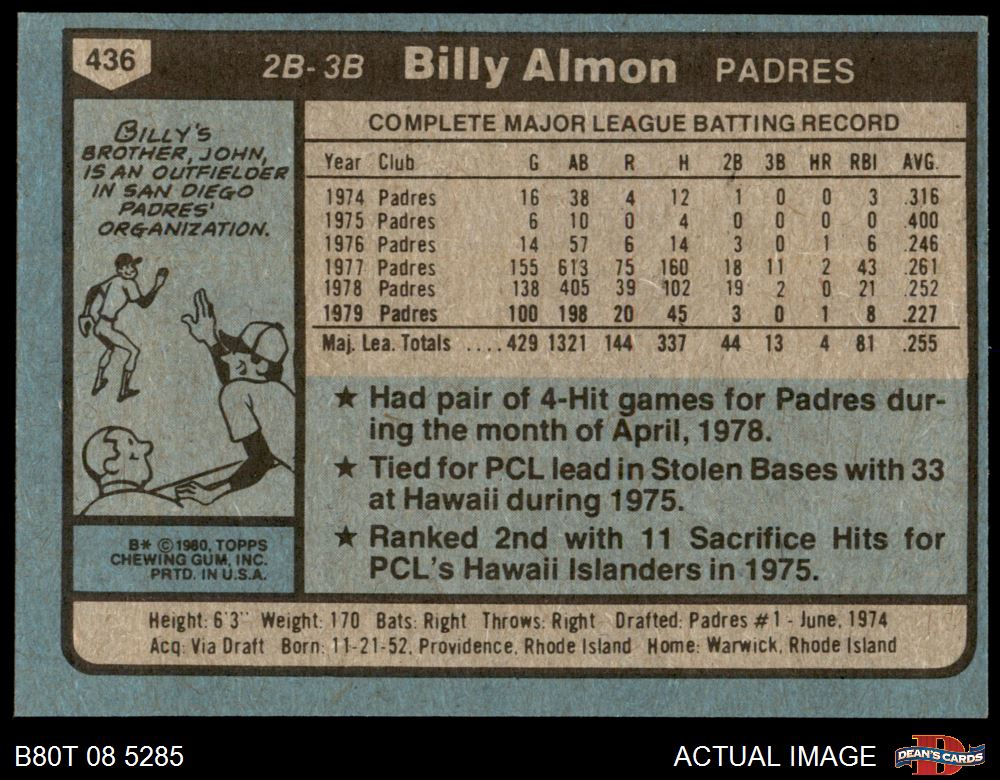 436
2B-3B Billy Almon PADRES
BILLY'S
BROTHER, JOHN,
IS AN OUTFIELDER
IN SAN DIEGO
PADRES'
ORGANIZATION.
COMPLETE MAJOR LEAGUE BATTING RECORD
Year Club G AB R H 2B 3B HR RBI AVG.
1974 Padres 16 38 4 12 1 0 0 3 .316
1975 Padres 6 10 0 4 0 0 0 0 .400
1976 Padres 14 57 6 14 3 0 1 6 .246
1977 Padres 155 613 75 160 18 11 2 43 .261
1978 Padres 138 405 39 102 19 2 0 21 .252
1979 Padres 100 198 20 45 3 0 1 8 .227
Maj. Lea. Totals ....429 1321 144 337 44 13 4 81 .255
★ Had pair of 4-Hit games for Padres dur-
ing the month of April, 1978.
★ Tied for PCL lead in Stolen Bases with 33
at Hawaii during 1975.
★ Ranked 2nd with 11 Sacrifice Hits for
PCL's Hawaii Islanders in 1975.
B* ©1980, TOPPS
CHEWING GUM, INC.
PRTD. IN U.S.A.
Height: 6'3" Weight: 170 Bats: Right Throws: Right Drafted: Padres #1 - June, 1974
Acq: Via Draft Born: 11-21-52, Providence, Rhode Island Home: Warwick, Rhode Island
B80T 08 5285
ACTUAL IMAGE
D
DEAN'S CARDS